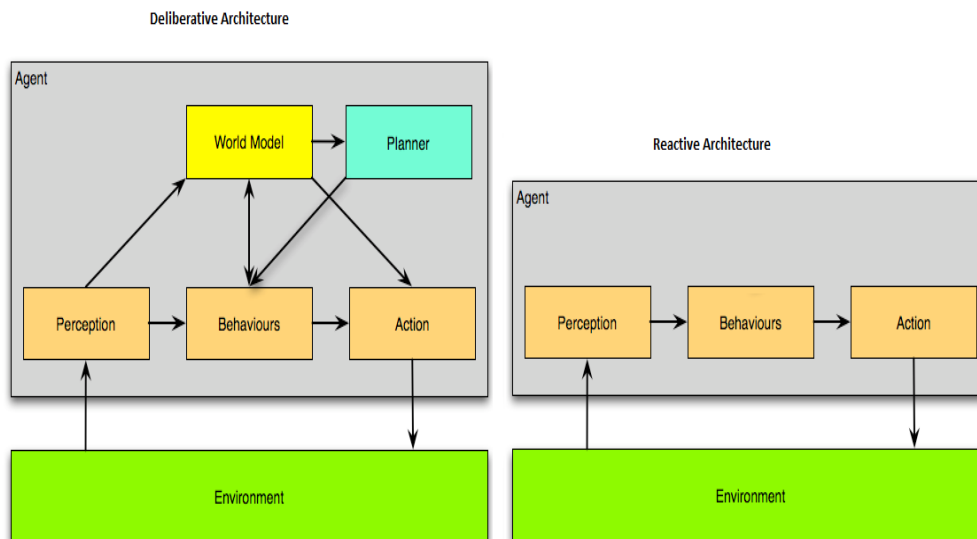 Deliberative Architecture
Agent
World Model
Planner
Perception
Behaviours
Action
Environment
Reactive Architecture
Agent
Perception
Behaviours
Action
Environment